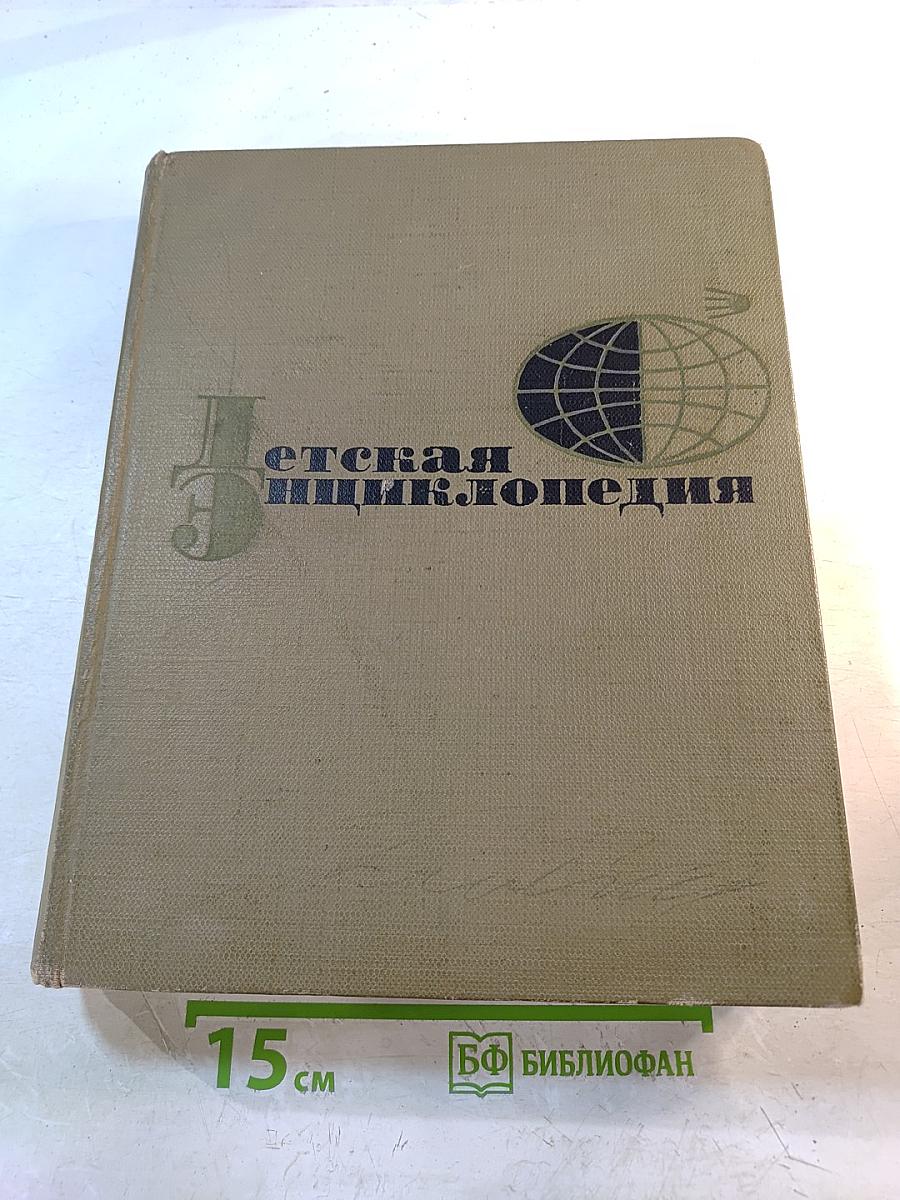 Детская
Энциклопедия
15 см
БФ БИБЛИОФАН